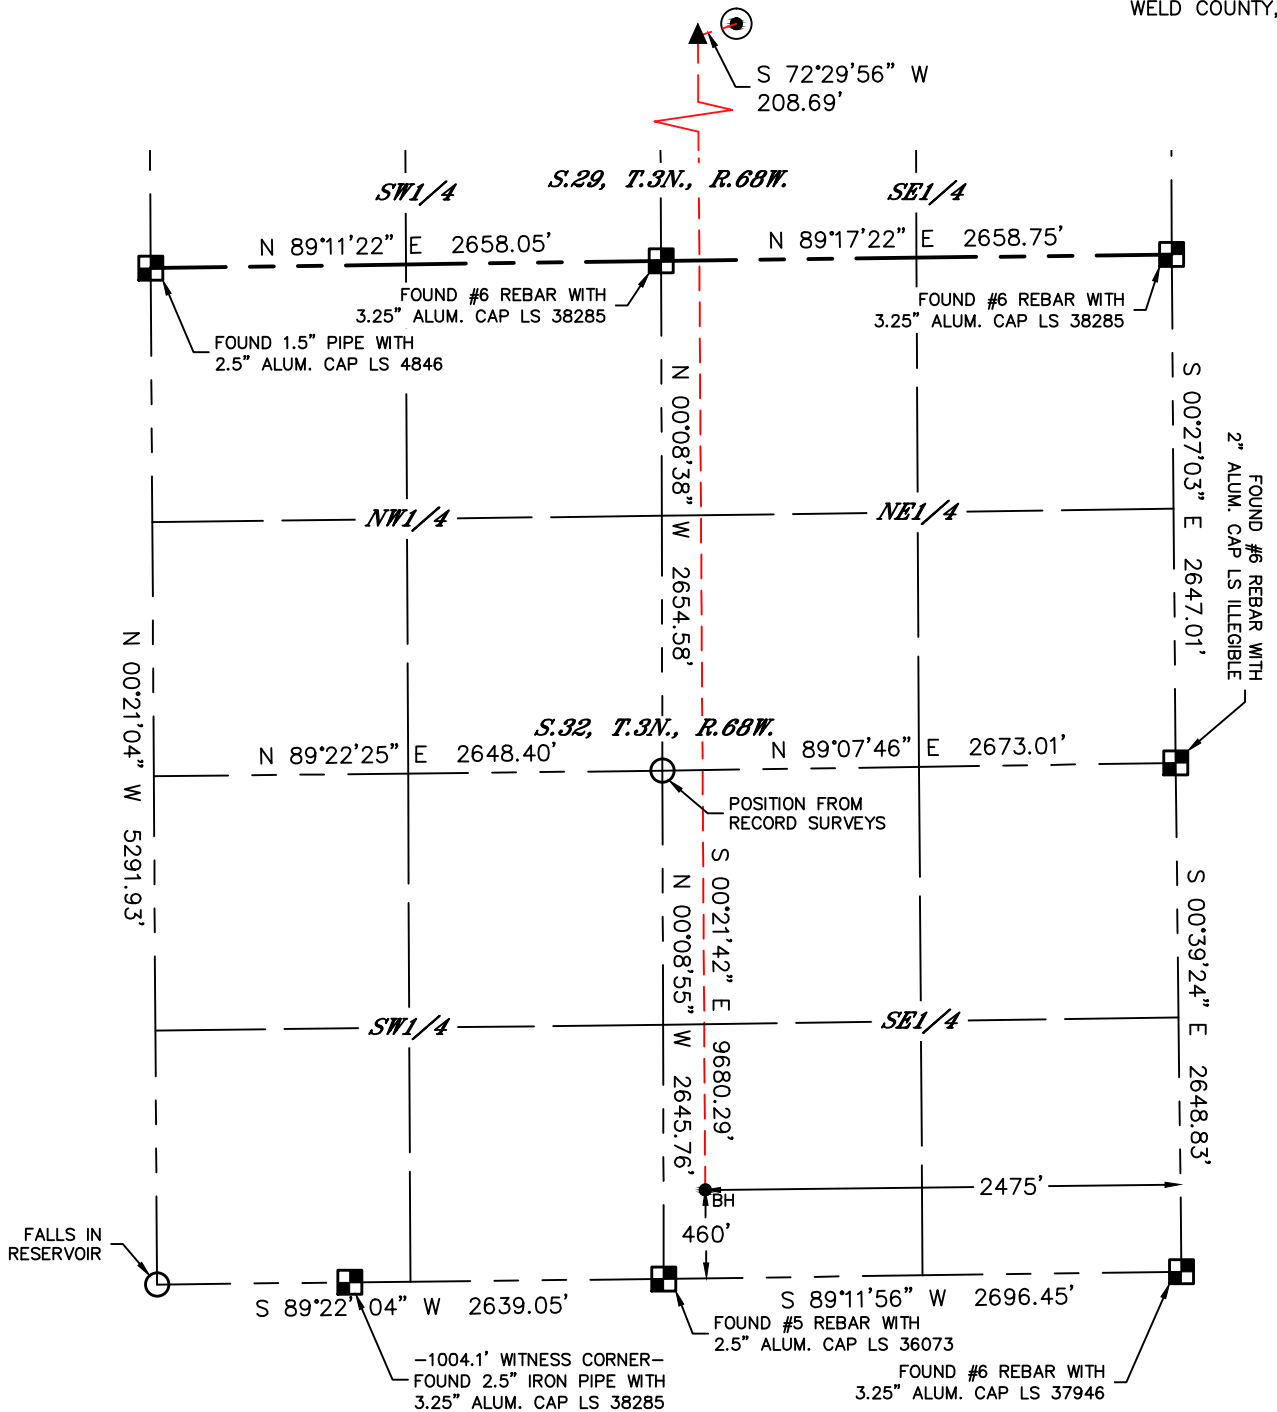 WELD COUNTY,
S 72°29'56" W
208.69'
S.29, T.3N., R.68W.
SW1/4
SE1/4
N 89°11'22" E 2658.05'
N 89°17'22" E 2658.75'
FOUND #6 REBAR WITH
3.25" ALUM. CAP LS 38285
FOUND #6 REBAR WITH
3.25" ALUM. CAP LS 38285
FOUND 1.5" PIPE WITH
2.5" ALUM. CAP LS 4846
N 00°08'38" W 2654.58'
S 00°27'03" E 2647.01'
FOUND #6 REBAR WITH
2" ALUM. CAP LS ILLEGIBLE
NW1/4
NE1/4
N 00°21'04" W 5291.93'
S.32, T.3N., R.68W.
N 89°22'25" E 2648.40'
N 89°07'46" E 2673.01'
POSITION FROM
RECORD SURVEYS
S 00°21'42" E 9680.29'
N 00°08'55" W 2645.76'
S 00°39'24" E 2648.83'
SW1/4
SE1/4
2475'
BH
460'
FALLS IN
RESERVOIR
S 89°22'04" W 2639.05'
S 89°11'56" W 2696.45'
FOUND #5 REBAR WITH
2.5" ALUM. CAP LS 36073
-1004.1' WITNESS CORNER-
FOUND 2.5" IRON PIPE WITH
3.25" ALUM. CAP LS 38285
FOUND #6 REBAR WITH
3.25" ALUM. CAP LS 37946